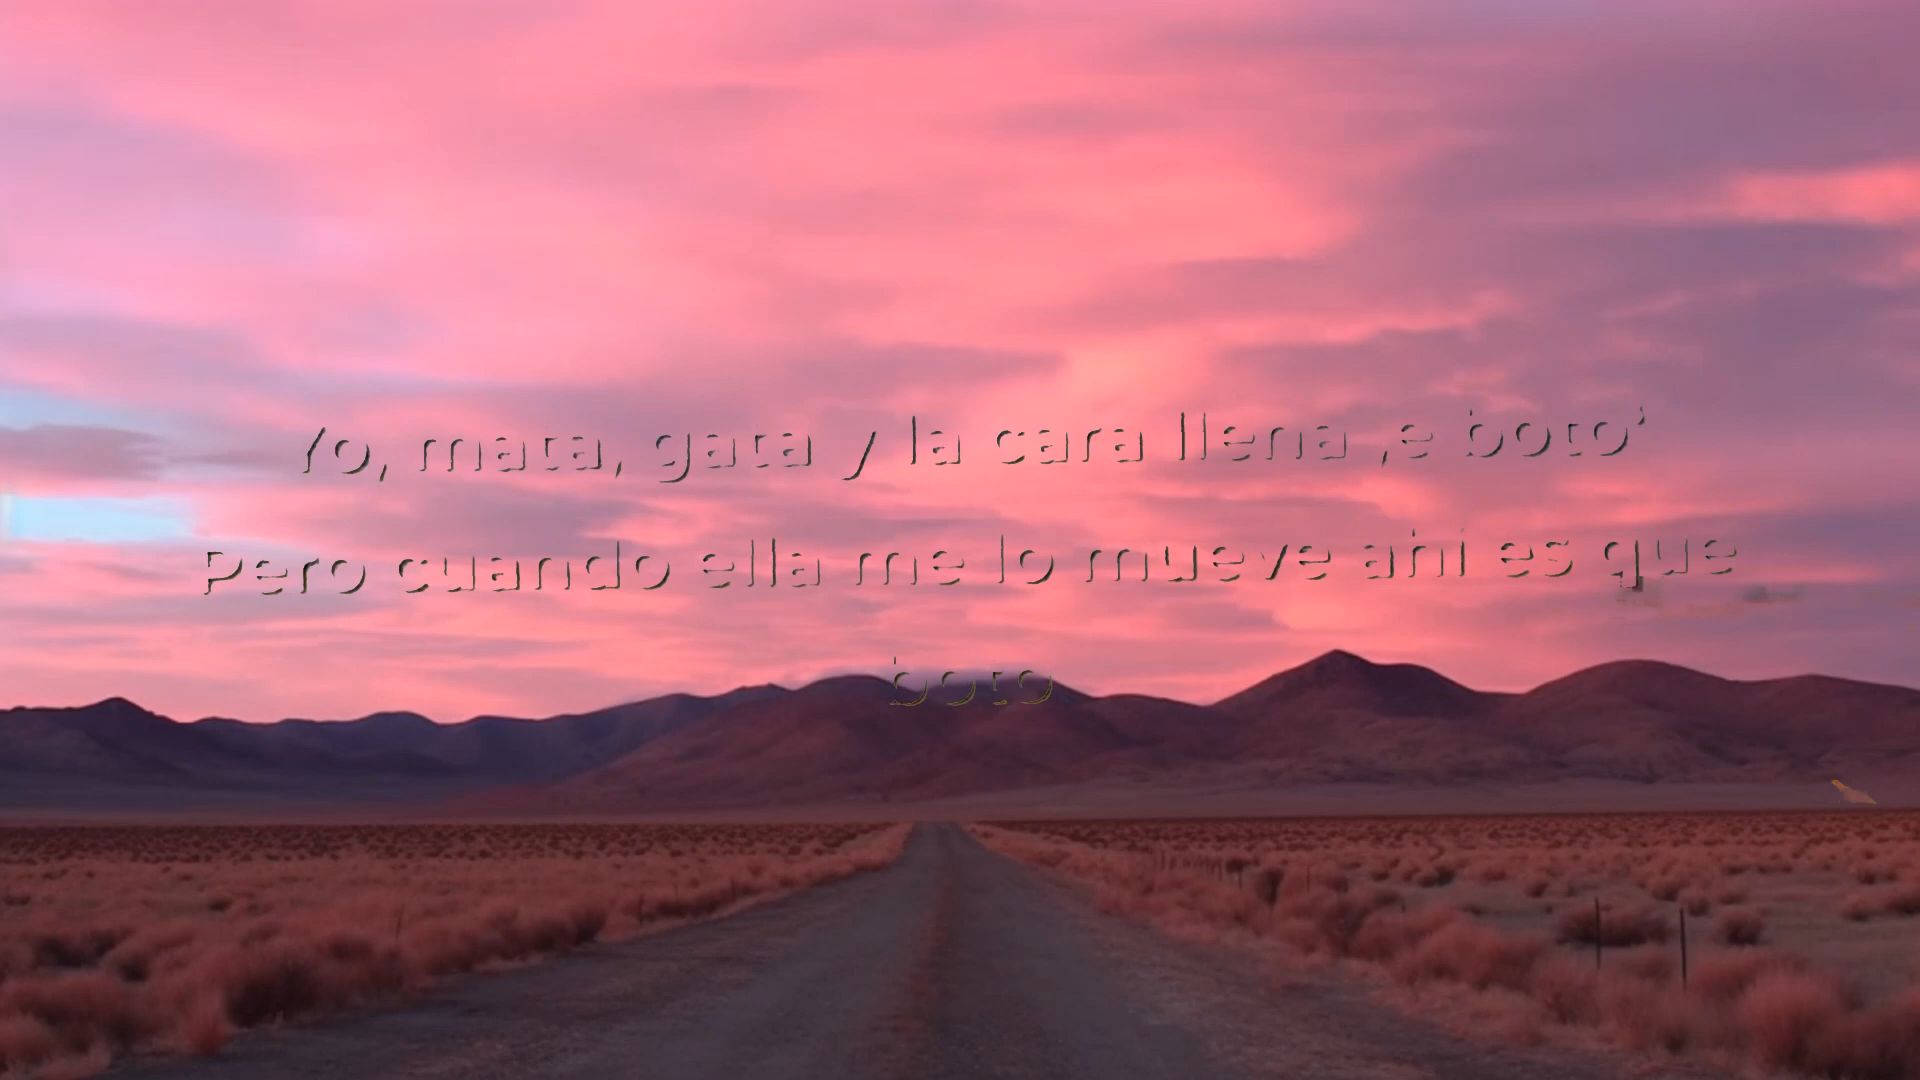 Yo, mata, gata y la cara llena ,e boto'
Pero cuando ella me lo mueve ahí es que
boto